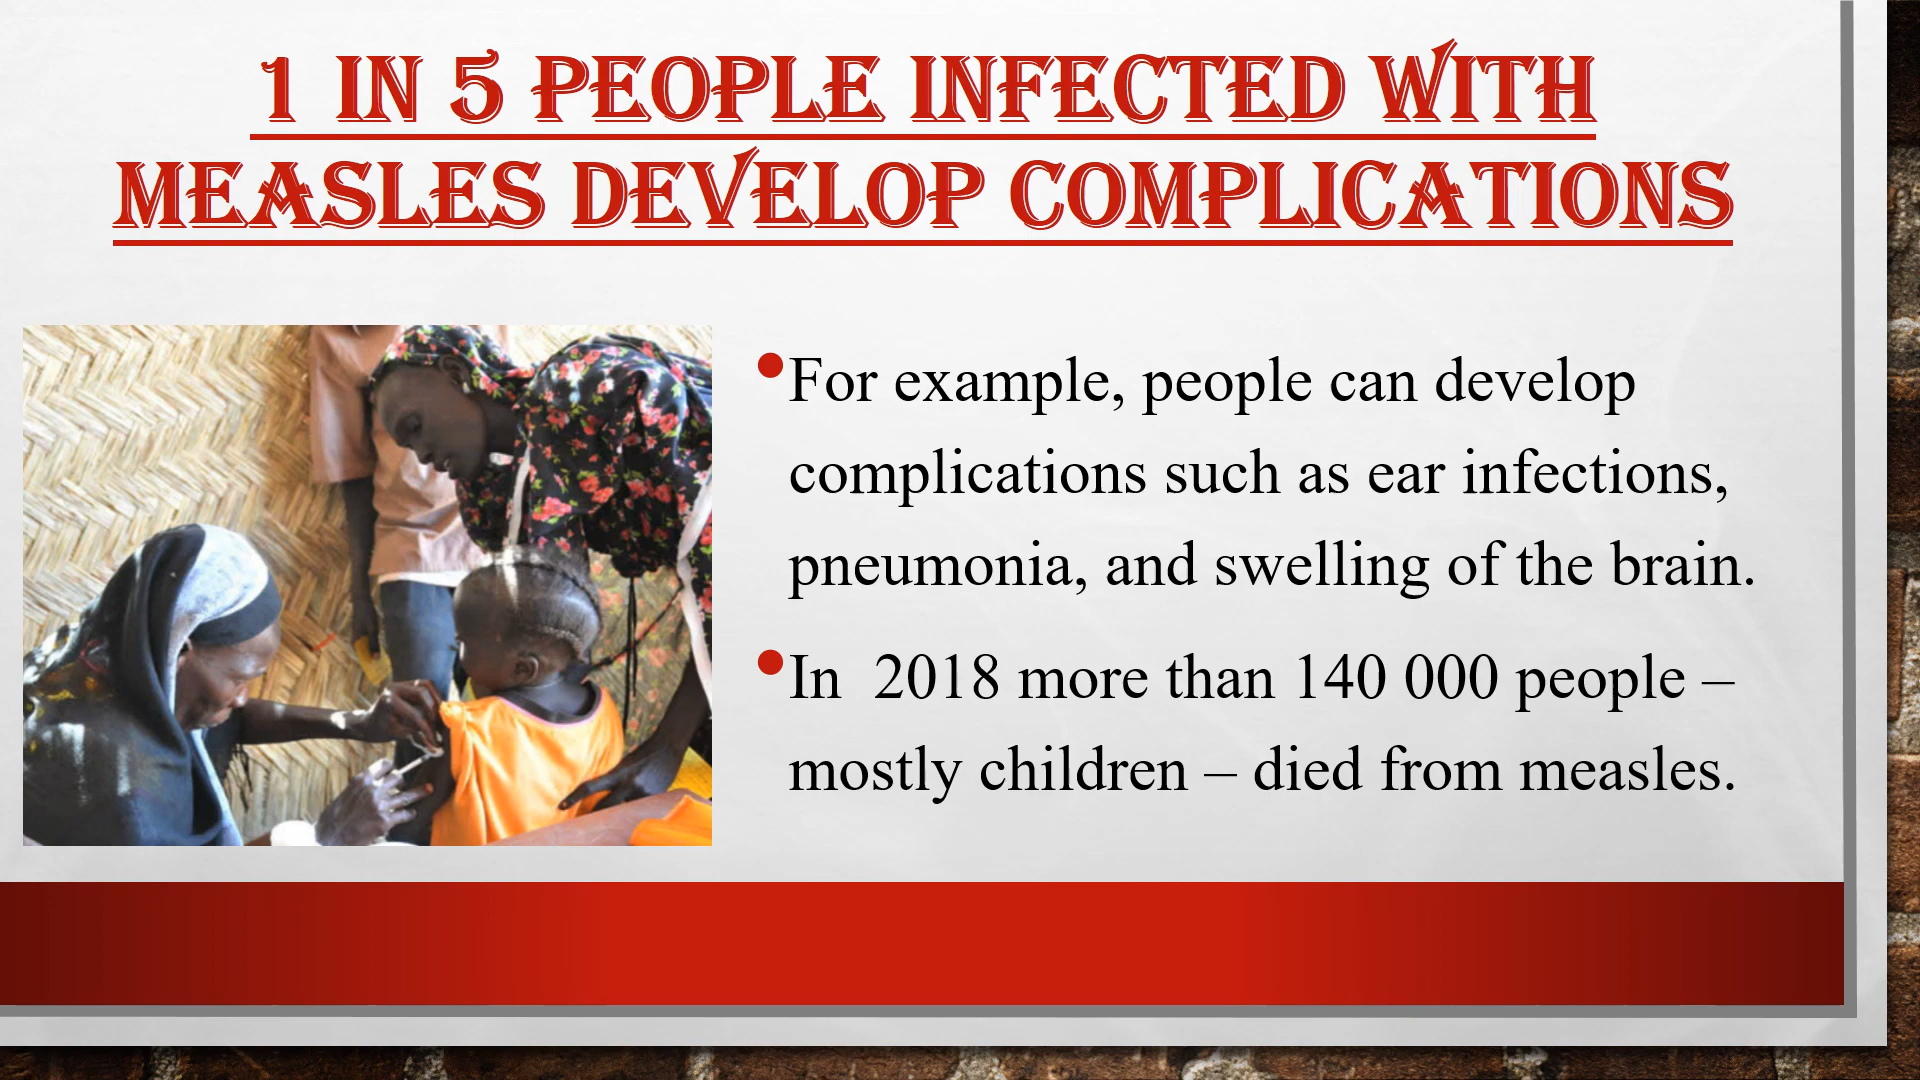 1 IN 5 PEOPLE INFECTED WITH
MEASLES DEVELOP COMPLICATIONS
•For example, people can develop
complications such as ear infections,
pneumonia, and swelling of the brain.
•In  2018 more than 140 000 people –
mostly children – died from measles.